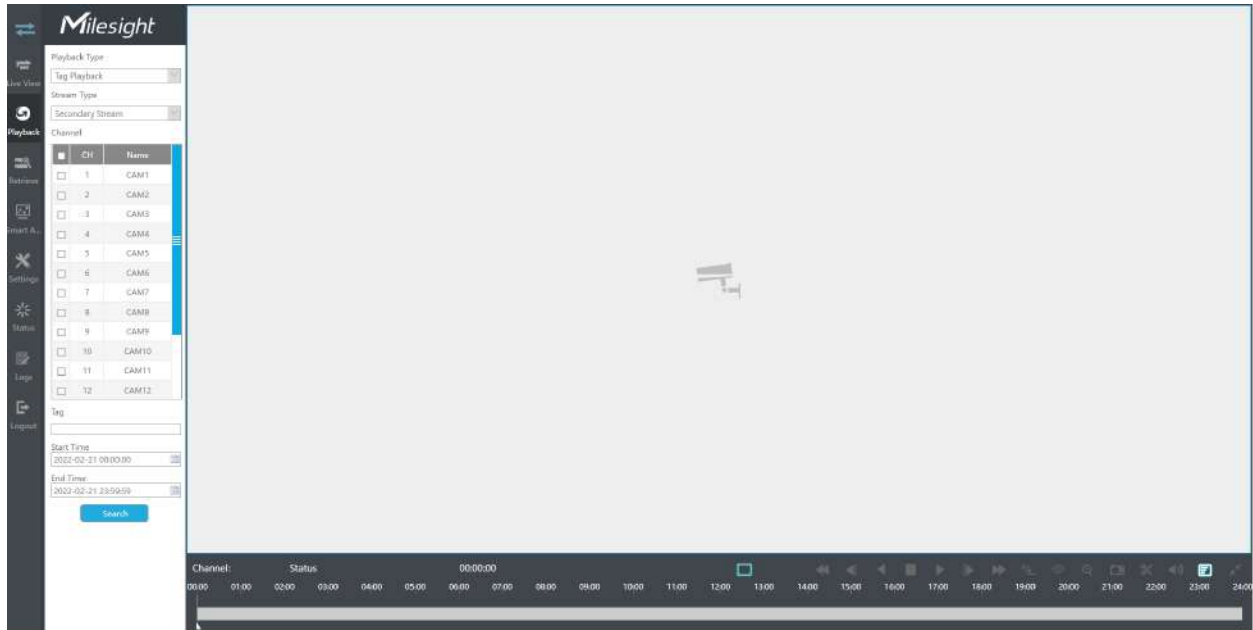 Milesight
Live View
Playback
Retrieve
Smart A...
Settings
Status
Logs
Logout
Playback Type
Tag Playback
Stream Type
Secondary Stream
Channel
CH Name
1 CAM1
2 CAM2
3 CAM3
4 CAM4
5 CAM5
6 CAM6
7 CAM7
8 CAM8
9 CAM9
10 CAM10
11 CAM11
12 CAM12
Tag
Start Time
2022-02-21 00:00:00
End Time
2022-02-21 23:59:59
Search
Channel: Status 00:00:00
00:00 01:00 02:00 03:00 04:00 05:00 06:00 07:00 08:00 09:00 10:00 11:00 12:00 13:00 14:00 15:00 16:00 17:00 18:00 19:00 20:00 21:00 22:00 23:00 24:00